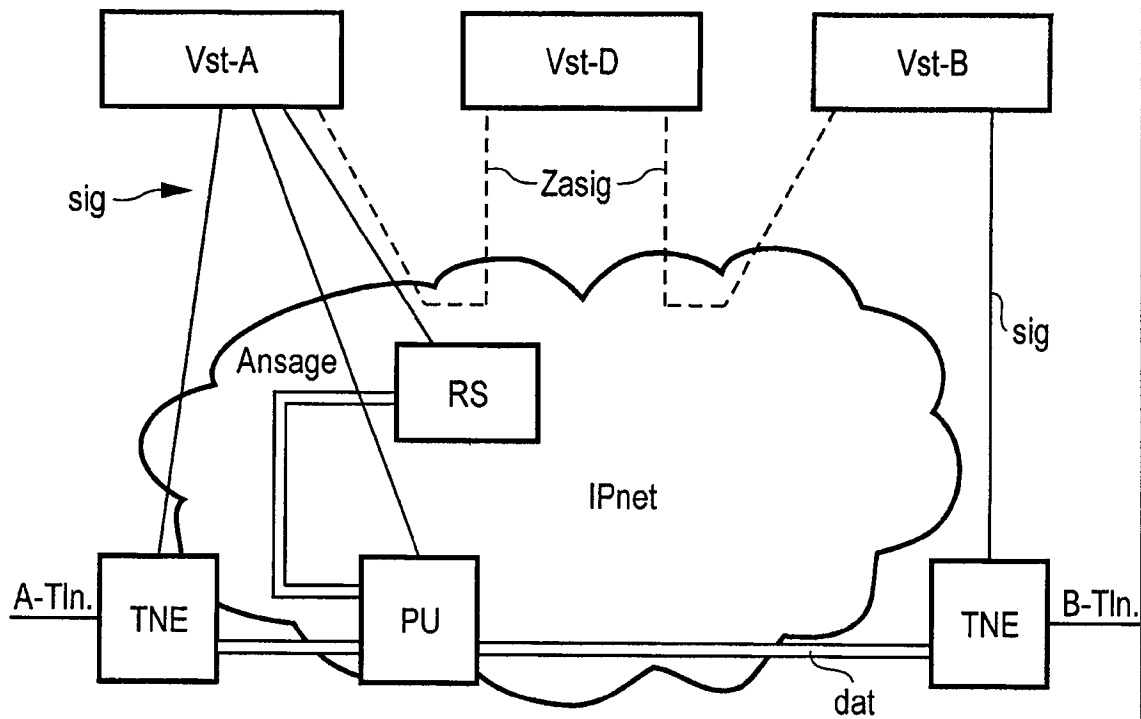 Vst-A
Vst-D
Vst-B
sig
Zasig
sig
Ansage
RS
IPnet
A-Tln.
TNE
PU
TNE
B-Tln.
dat